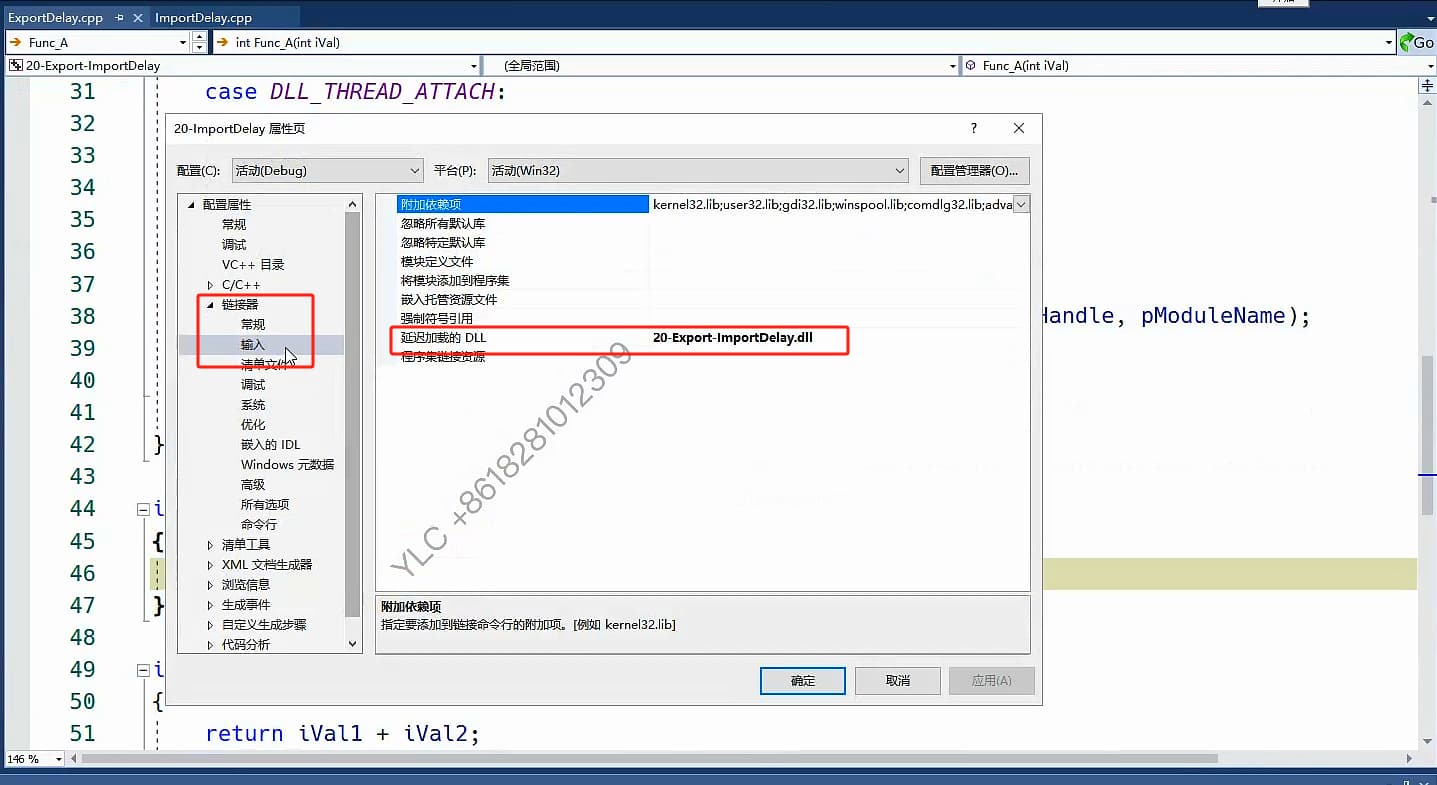 ExportDelay.cpp ImportDelay.cpp
Func_A int Func_A(int iVal) Go
20-Export-ImportDelay (全局范围) Func_A(int iVal)
31 case DLL_THREAD_ATTACH:
32
33
34
35
36
37
38 Handle, pModuleName);
39
40
41
42 }
43
44 i
45 {
46
47 }
48
49 i
50 {
51 return iVal1 + iVal2;
146 %
20-ImportDelay 属性页 ?
配置(C): 活动(Debug) 平台(P): 活动(Win32) 配置管理器(O)...
配置属性
常规
调试
VC++ 目录
C/C++
链接器
常规
输入
清单文件
调试
系统
优化
嵌入的 IDL
Windows 元数据
高级
所有选项
命令行
清单工具
XML 文档生成器
浏览信息
生成事件
自定义生成步骤
代码分析
附加依赖项 kernel32.lib;user32.lib;gdi32.lib;winspool.lib;comdlg32.lib;adva
忽略所有默认库
忽略特定默认库
模块定义文件
将模块添加到程序集
嵌入托管资源文件
强制符号引用
延迟加载的 DLL 20-Export-ImportDelay.dll
程序集链接资源
YLC +8618281012309
附加依赖项
指定要添加到链接命令行的附加项。[例如 kernel32.lib]
确定 取消 应用(A)